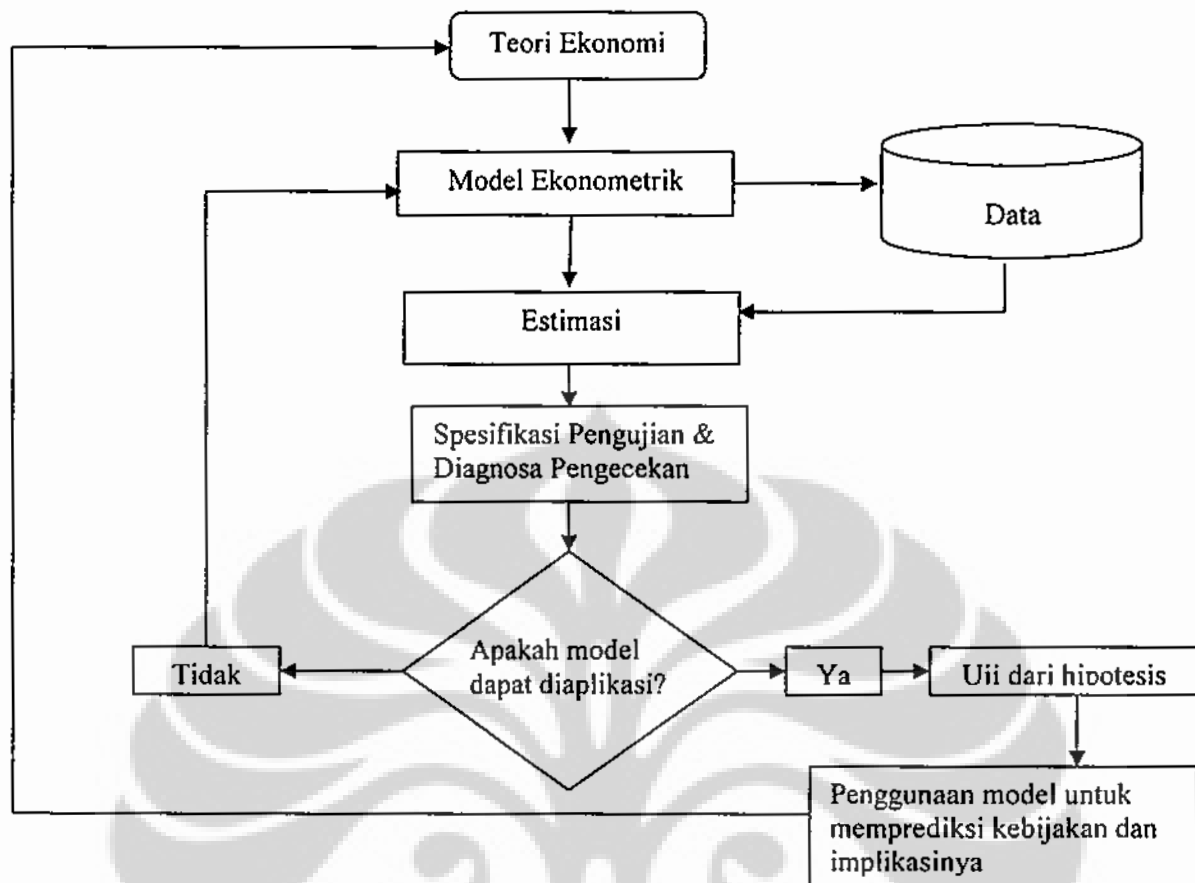 Teori Ekonomi
Model Ekonometrik
Data
Estimasi
Spesifikasi Pengujian &
Diagnosa Pengecekan
Apakah model
dapat diaplikasi?
Tidak
Ya
Uji dari hipotesis
Penggunaan model untuk
memprediksi kebijakan dan
implikasinya